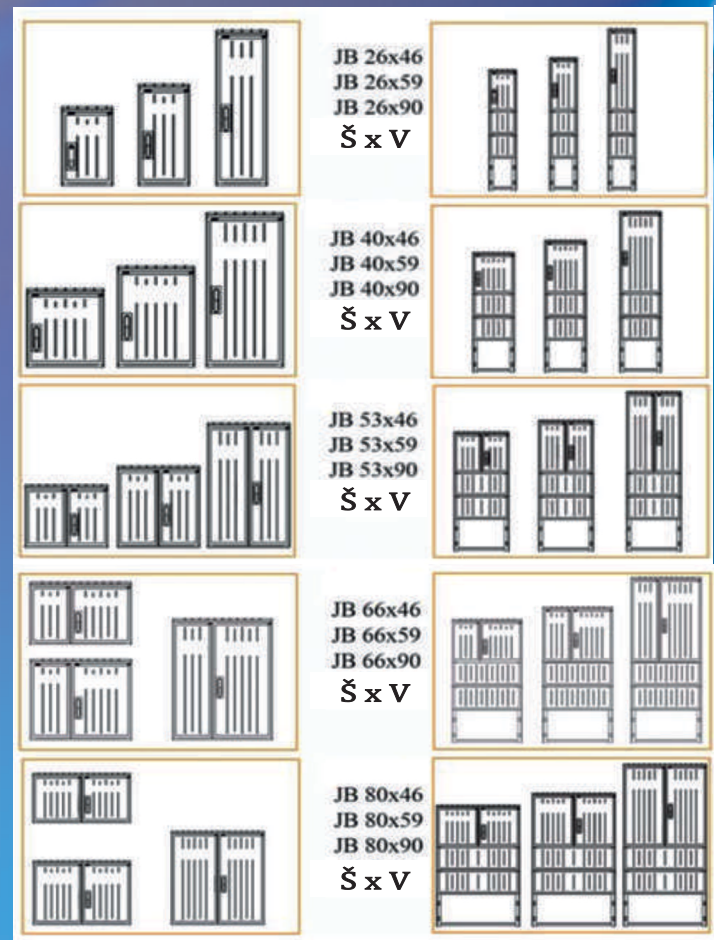 JB 26x46
JB 26x59
JB 26x90
Š x V
JB 40x46
JB 40x59
JB 40x90
Š x V
JB 53x46
JB 53x59
JB 53x90
Š x V
JB 66x46
JB 66x59
JB 66x90
Š x V
JB 80x46
JB 80x59
JB 80x90
Š x V